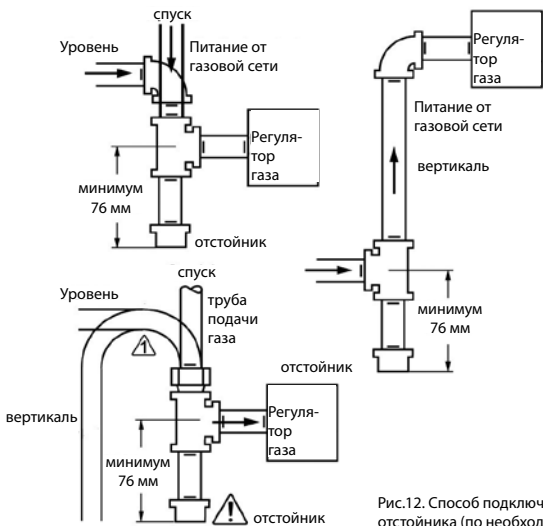 спуск
Уровень
Питание от
газовой сети
Регуля-
тор
газа
минимум
76 мм
отстойник
Регуля-
тор
газа
Питание от
газовой сети
вертикаль
минимум
76 мм
отстойник
спуск
Уровень
труба
подачи
газа
1
вертикаль
Регуля-
тор
газа
минимум
76 мм
!
отстойник
Рис.12. Способ подключ
отстойника (по необход